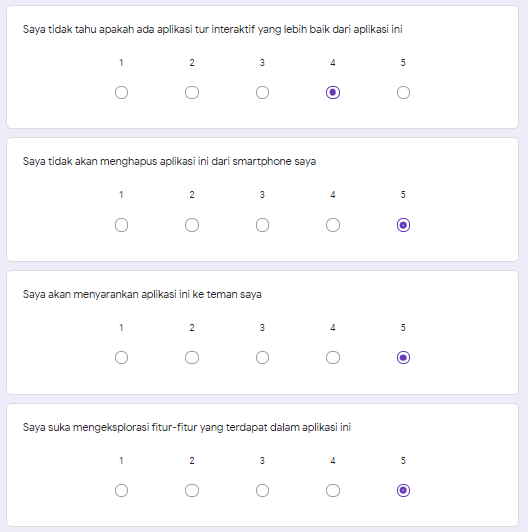 Saya tidak tahu apakah ada aplikasi tur interaktif yang lebih baik dari aplikasi ini
1 2 3 4 5
Saya tidak akan menghapus aplikasi ini dari smartphone saya
1 2 3 4 5
Saya akan menyarankan aplikasi ini ke teman saya
1 2 3 4 5
Saya suka mengeksplorasi fitur-fitur yang terdapat dalam aplikasi ini
1 2 3 4 5